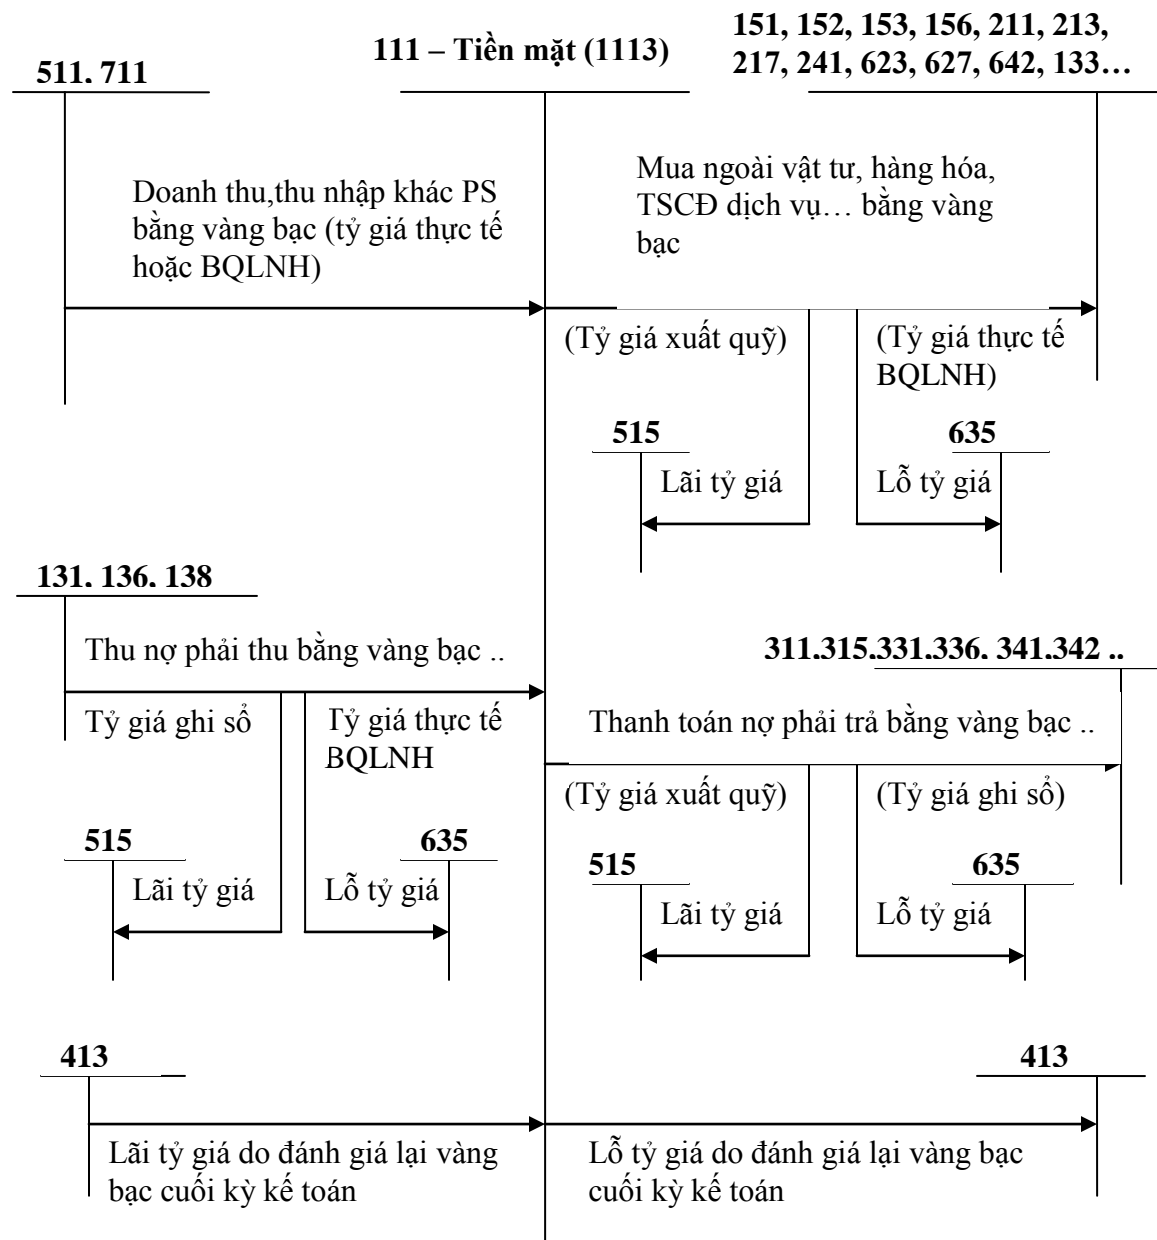 151, 152, 153, 156, 211, 213,
111 – Tiền mặt (1113)
217, 241, 623, 627, 642, 133…
511, 711
Doanh thu,thu nhập khác PS
bằng vàng bạc (tỷ giá thực tế
hoặc BQLNH)
Mua ngoài vật tư, hàng hóa,
TSCĐ dịch vụ… bằng vàng
bạc
(Tỷ giá xuất quỹ)
(Tỷ giá thực tế
BQLNH)
515
635
Lãi tỷ giá
Lỗ tỷ giá
131, 136, 138
Thu nợ phải thu bằng vàng bạc ..
311,315,331,336, 341,342 ..
Tỷ giá ghi sổ
Tỷ giá thực tế
BQLNH
Thanh toán nợ phải trả bằng vàng bạc ..
(Tỷ giá xuất quỹ)
(Tỷ giá ghi sổ)
515
635
515
635
Lãi tỷ giá
Lỗ tỷ giá
Lãi tỷ giá
Lỗ tỷ giá
413
413
Lãi tỷ giá do đánh giá lại vàng
bạc cuối kỳ kế toán
Lỗ tỷ giá do đánh giá lại vàng bạc
cuối kỳ kế toán